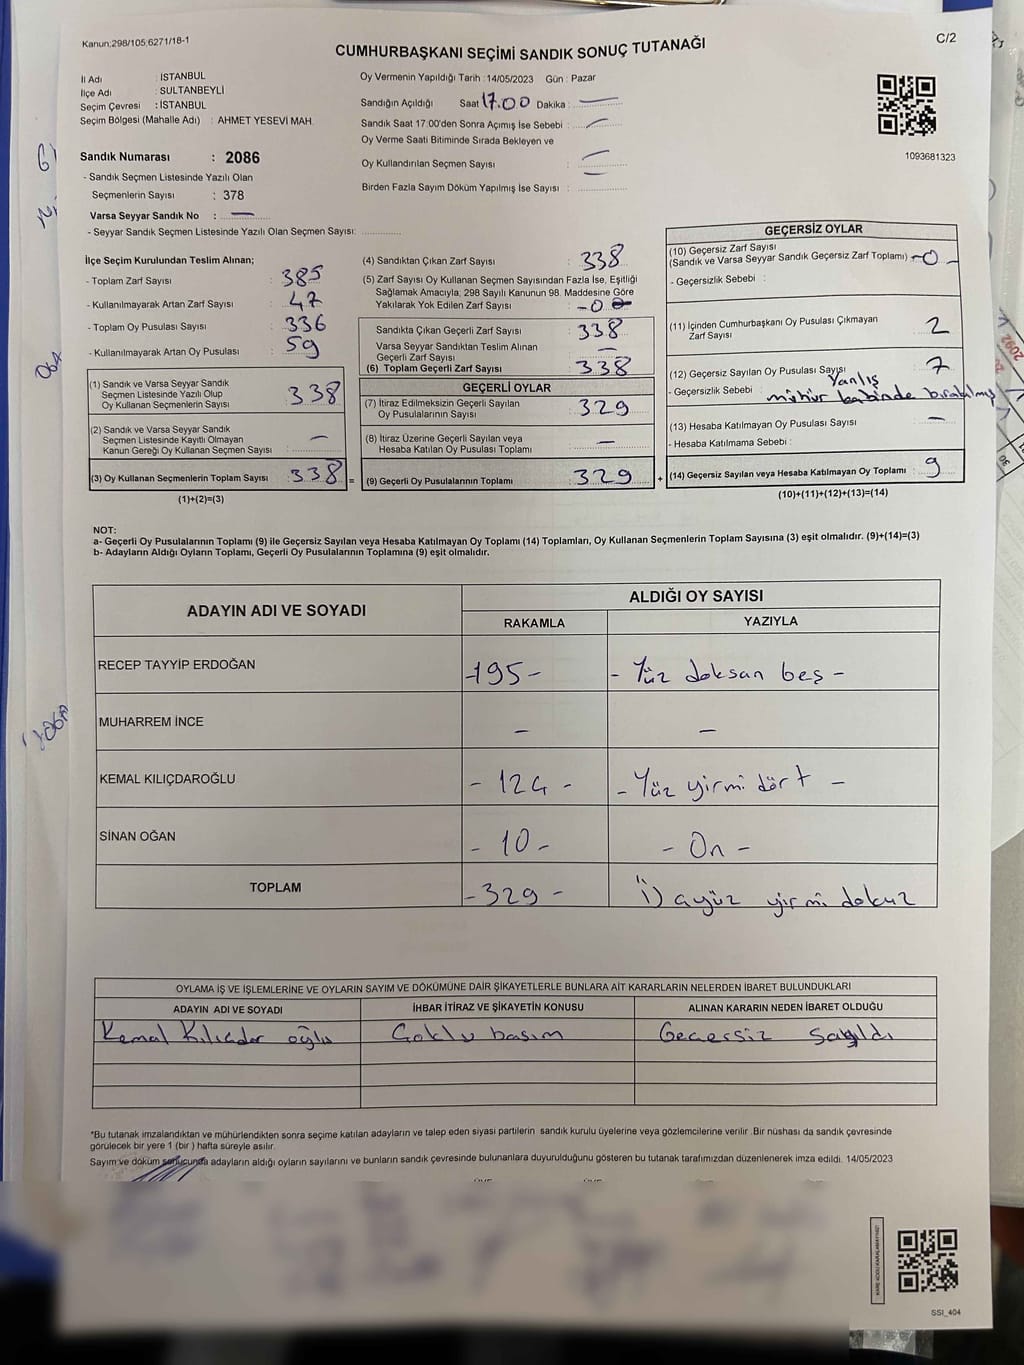 Kanun:298/105;6271/18-1
C/2
CUMHURBAŞKANI SEÇİMİ SANDIK SONUÇ TUTANAĞI
İl Adı : İSTANBUL
İlçe Adı : SULTANBEYLİ
Seçim Çevresi : İSTANBUL
Seçim Bölgesi (Mahalle Adı) : AHMET YESEVİ MAH.
Oy Vermenin Yapıldığı Tarih :14/05/2023 Gün : Pazar
Sandığın Açıldığı Saat 17.00 Dakika : —
Sandık Saat 17.00'den Sonra Açımış İse Sebebi : —
Oy Verme Saati Bitiminde Sırada Bekleyen ve
Oy Kullandırılan Seçmen Sayısı : —
Birden Fazla Sayım Döküm Yapılmış İse Sayısı : —
1093681323
Sandık Numarası : 2086
- Sandık Seçmen Listesinde Yazılı Olan
Seçmenlerin Sayısı : 378
Varsa Seyyar Sandık No : —
- Seyyar Sandık Seçmen Listesinde Yazılı Olan Seçmen Sayısı:
İlçe Seçim Kurulundan Teslim Alınan;
- Toplam Zarf Sayısı : 385
- Kullanılmayarak Artan Zarf Sayısı : 47
- Toplam Oy Pusulası Sayısı : 336
- Kullanılmayarak Artan Oy Pusulası : 59
(1) Sandık ve Varsa Seyyar Sandık
Seçmen Listesinde Yazılı Olup
Oy Kullanan Seçmenlerin Sayısı : 338
(2) Sandık ve Varsa Seyyar Sandık
Seçmen Listesinde Kayıtlı Olmayan
Kanun Gereği Oy Kullanan Seçmen Sayısı : —
(3) Oy Kullanan Seçmenlerin Toplam Sayısı : 338 =
(1)+(2)=(3)
(4) Sandıktan Çıkan Zarf Sayısı : 338
(5) Zarf Sayısı Oy Kullanan Seçmen Sayısından Fazla İse, Eşitliği
Sağlamak Amacıyla, 298 Sayılı Kanunun 98. Maddesine Göre
Yakılarak Yok Edilen Zarf Sayısı : -0
Sandıkta Çıkan Geçerli Zarf Sayısı : 338
Varsa Seyyar Sandıktan Teslim Alınan
Geçerli Zarf Sayısı : —
(6) Toplam Geçerli Zarf Sayısı : 338
GEÇERLİ OYLAR
(7) İtiraz Edilmeksizin Geçerli Sayılan
Oy Pusulalarının Sayısı : 329
(8) İtiraz Üzerine Geçerli Sayılan veya
Hesaba Katılan Oy Pusulası Toplamı : —
(9) Geçerli Oy Pusulalarının Toplamı : 329 +
GEÇERSİZ OYLAR
(10) Geçersiz Zarf Sayısı
(Sandık ve Varsa Seyyar Sandık Geçersiz Zarf Toplamı) -0-
- Geçersizlik Sebebi :
(11) İçinden Cumhurbaşkanı Oy Pusulası Çıkmayan
Zarf Sayısı : 2
(12) Geçersiz Sayılan Oy Pusulası Sayısı : 7
- Geçersizlik Sebebi : Yanlış
mühür kabinde bırakılmış
(13) Hesaba Katılmayan Oy Pusulası Sayısı : —
- Hesaba Katılmama Sebebi :
(14) Geçersiz Sayılan veya Hesaba Katılmayan Oy Toplamı : 9
(10)+(11)+(12)+(13)=(14)
NOT:
a- Geçerli Oy Pusulalarının Toplamı (9) ile Geçersiz Sayılan veya Hesaba Katılmayan Oy Toplamı (14) Toplamları, Oy Kullanan Seçmenlerin Toplam Sayısına (3) eşit olmalıdır. (9)+(14)=(3)
b- Adayların Aldığı Oyların Toplamı, Geçerli Oy Pusulalarının Toplamına (9) eşit olmalıdır.
ADAYIN ADI VE SOYADI ALDIĞI OY SAYISI
RAKAMLA YAZIYLA
RECEP TAYYİP ERDOĞAN -195- - Yüz doksan beş -
MUHARREM İNCE — —
KEMAL KILIÇDAROĞLU - 124 - - Yüz yirmi dört -
SİNAN OĞAN - 10 - - On -
TOPLAM - 329 - Üçyüz yirmi dokuz
OYLAMA İŞ VE İŞLEMLERİNE VE OYLARIN SAYIM VE DÖKÜMÜNE DAİR ŞİKAYETLERLE BUNLARA AİT KARARLARIN NELERDEN İBARET BULUNDUKLARI
ADAYIN ADI VE SOYADI İHBAR İTİRAZ VE ŞİKAYETİN KONUSU ALINAN KARARIN NEDEN İBARET OLDUĞU
Kemal Kılıçdaroğlu Çoklu basım Geçersiz sayıldı
*Bu tutanak imzalandıktan ve mühürlendikten sonra seçime katılan adayların ve talep eden siyasi partilerin sandık kurulu üyelerine veya gözlemcilerine verilir .Bir nüshası da sandık çevresinde
görülecek bir yere 1 (bir ) hafta süreyle asılır.
Sayım ve döküm sonucunda adayların aldığı oyların sayılarını ve bunların sandık çevresinde bulunanlara duyurulduğunu gösteren bu tutanak tarafımızdan düzenlenerek imza edildi. 14/05/2023
SSI_404